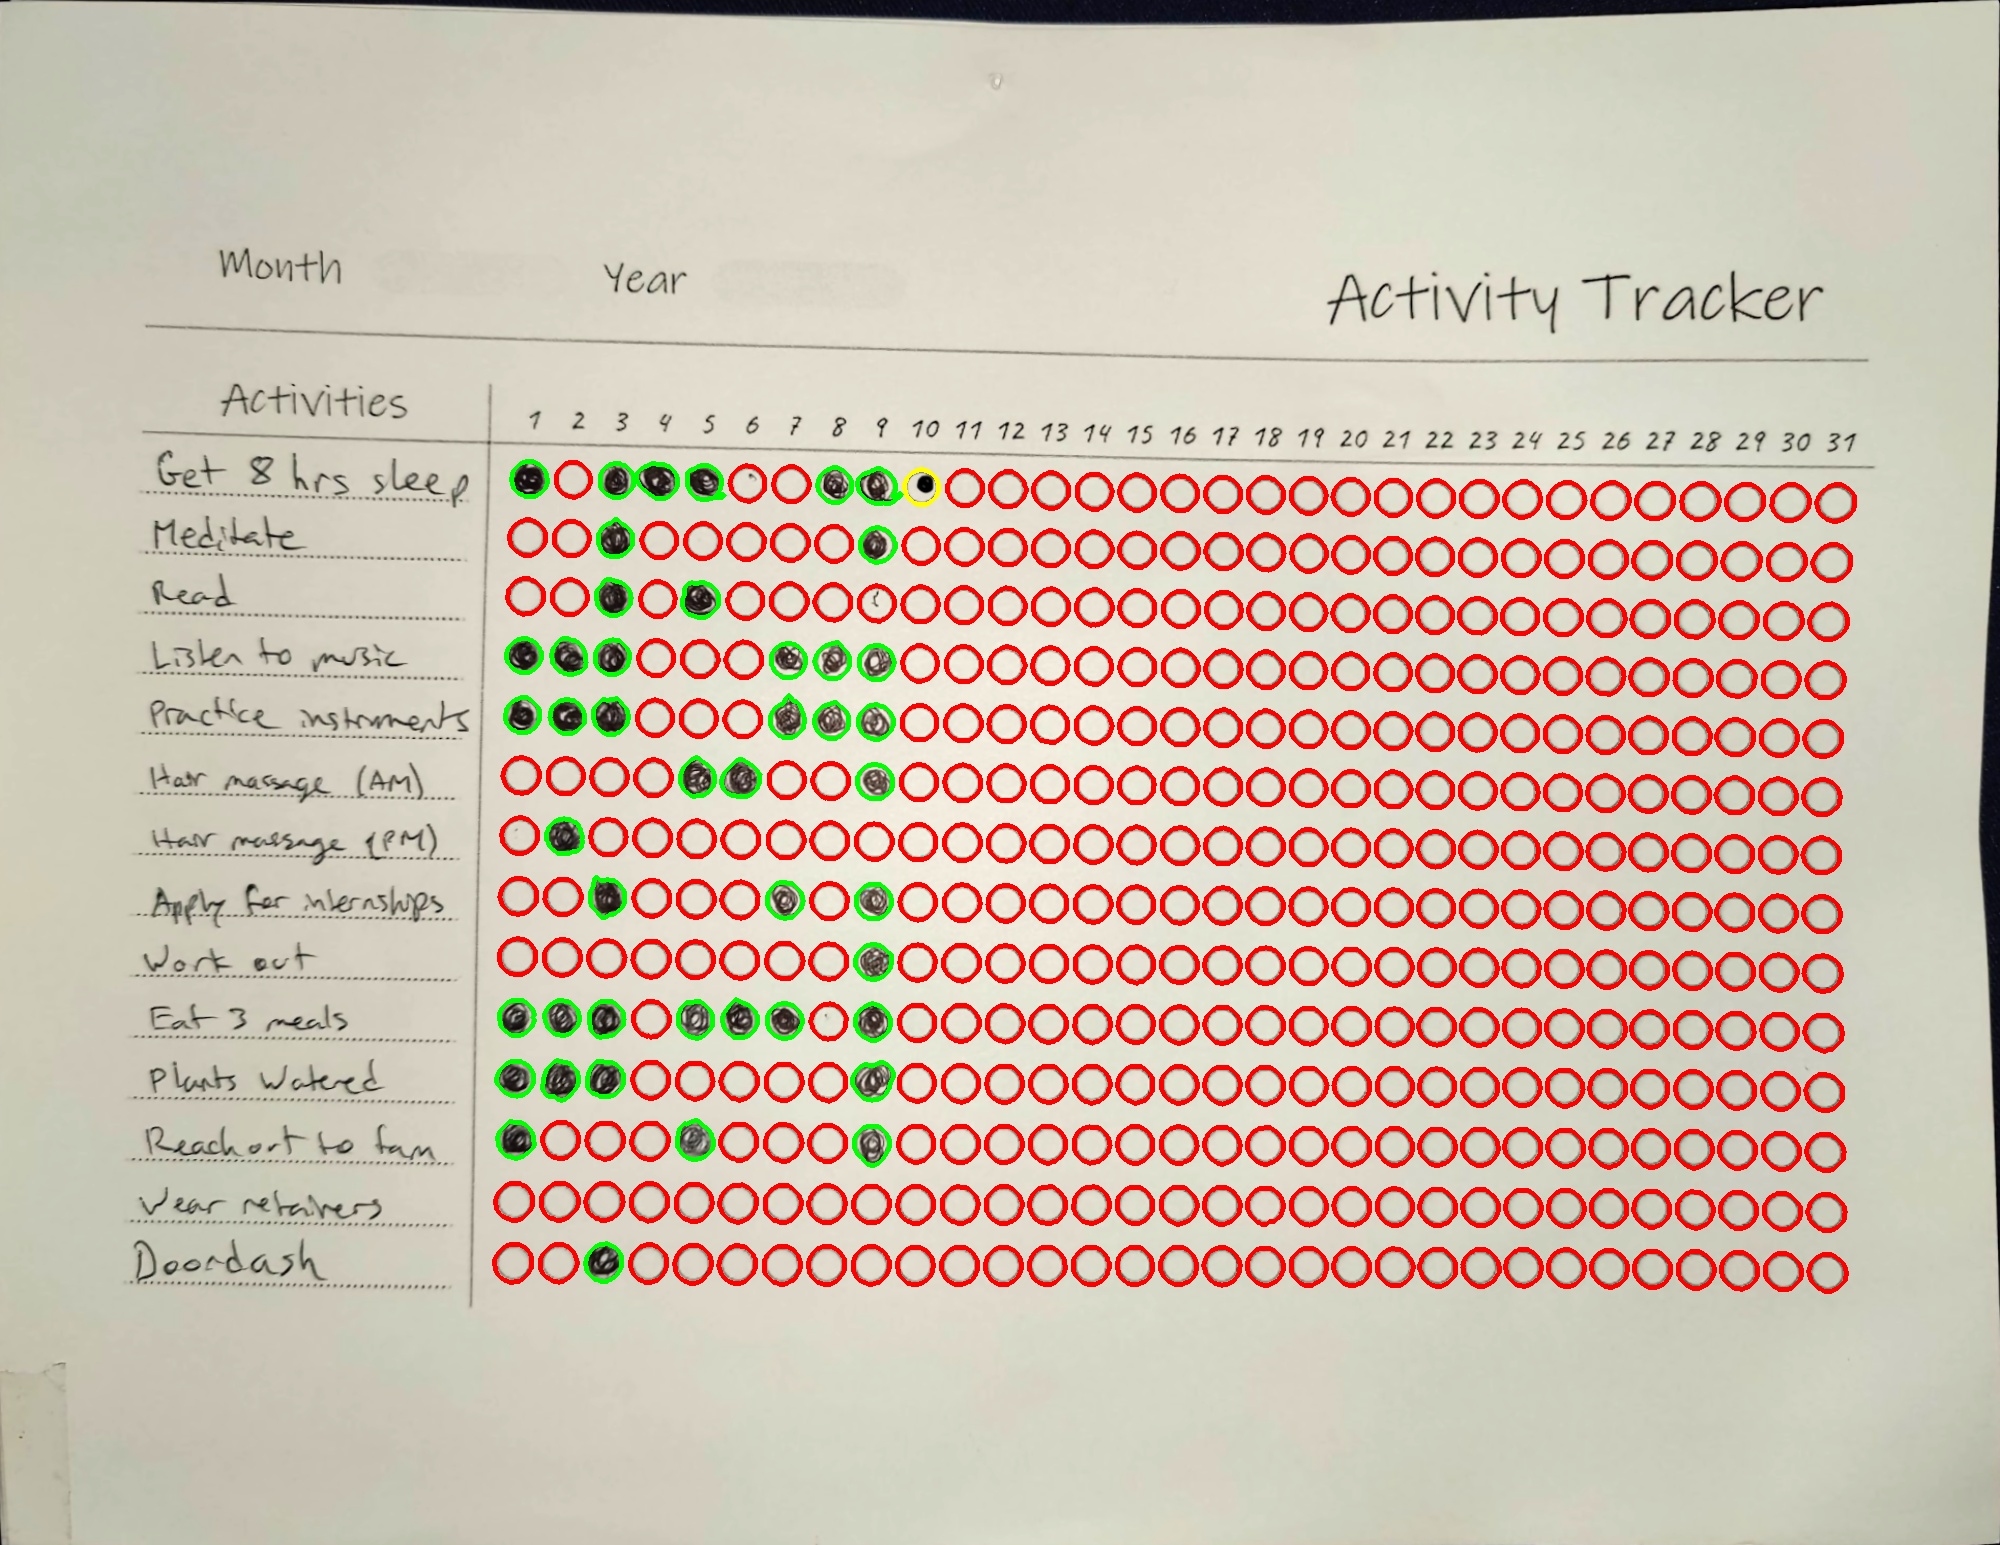 Month Year
Activity Tracker
Activities 1 2 3 4 5 6 7 8 9 10 11 12 13 14 15 16 17 18 19 20 21 22 23 24 25 26 27 28 29 30 31
Get 8 hrs sleep
Meditate
Read
Listen to music
Practice instruments
Hair massage (AM)
Hair massage (PM)
Apply for internships
Work out
Eat 3 meals
Plants Watered
Reach out to fam
Wear retainers
Doordash